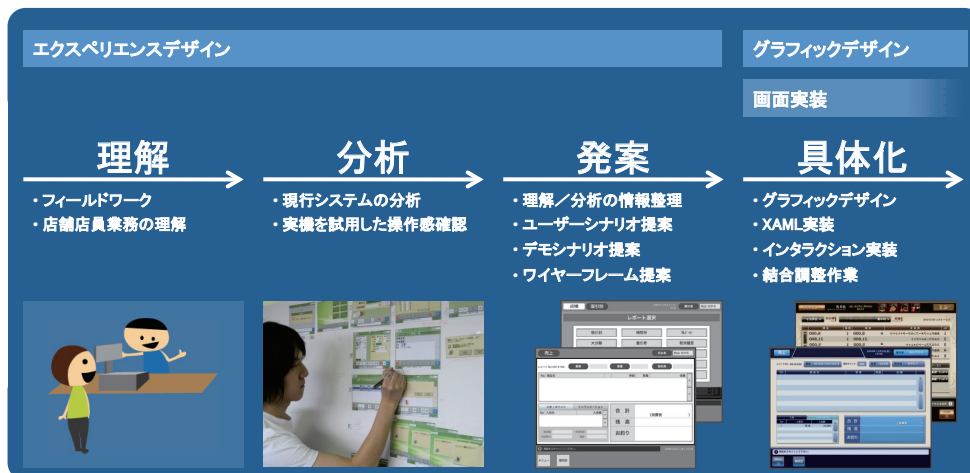 エクスペリエンスデザイン
グラフィックデザイン
画面実装
理解
・フィールドワーク
・店舗店員業務の理解
分析
・現行システムの分析
・実機を試用した操作感確認
発案
・理解／分析の情報整理
・ユーザーシナリオ提案
・デモシナリオ提案
・ワイヤーフレーム提案
具体化
・グラフィックデザイン
・XAML実装
・インタラクション実装
・結合調整作業
レポート選択
売上
合 計
残 高
お釣り